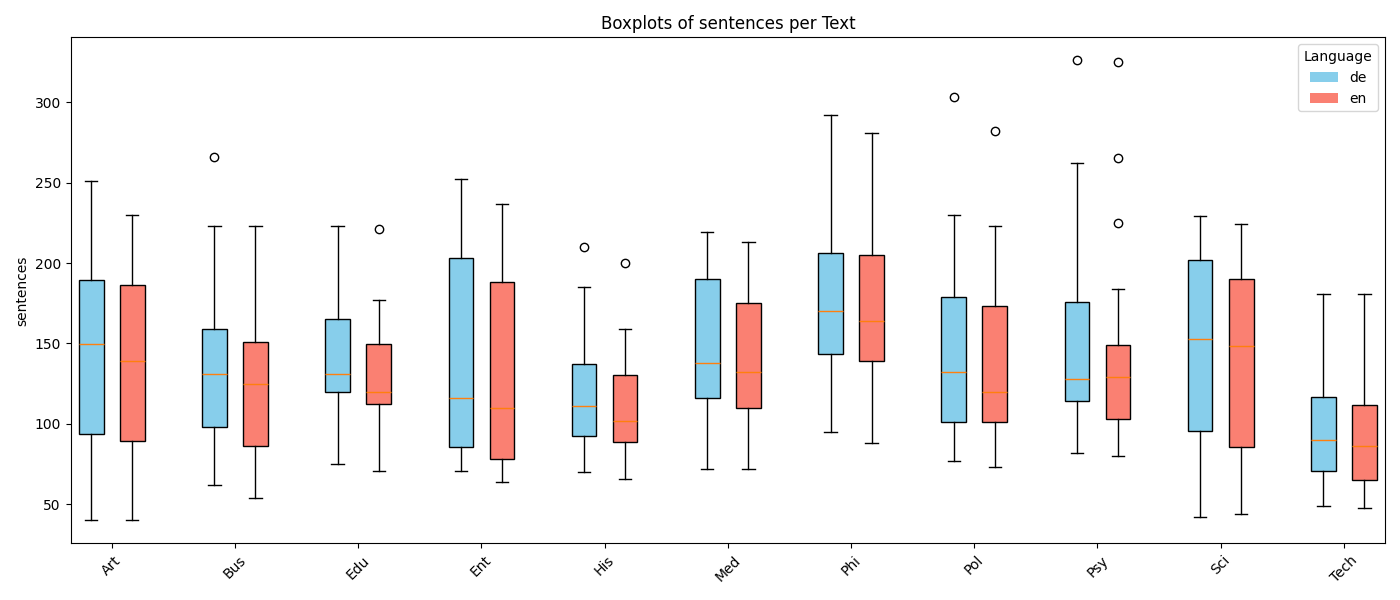 Boxplots of sentences per Text
Language
de
en
sentences
300
250
200
150
100
50
Art
Bus
Edu
Ent
His
Med
Phi
Pol
Psy
Sci
Tech